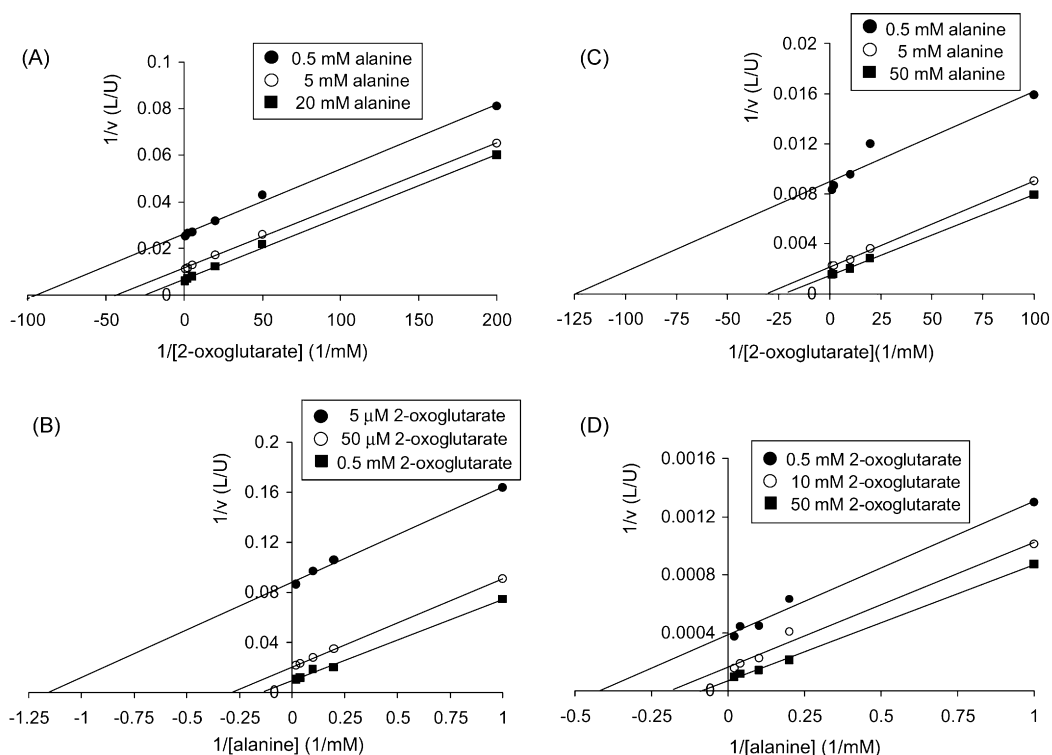 (A)
0.5 mM alanine
5 mM alanine
20 mM alanine
1/v (L/U)
0.1
0.08
0.06
0.04
0.02
0
-100 -50 0 50 100 150 200
1/[2-oxoglutarate] (1/mM)
(C)
0.5 mM alanine
5 mM alanine
50 mM alanine
1/v (L/U)
0.02
0.016
0.012
0.008
0.004
0
-125 -100 -75 -50 -25 0 25 50 75 100
1/[2-oxoglutarate](1/mM)
(B)
5 µM 2-oxoglutarate
50 µM 2-oxoglutarate
0.5 mM 2-oxoglutarate
1/v (L/U)
0.2
0.16
0.12
0.08
0.04
0
-1.25 -1 -0.75 -0.5 -0.25 0 0.25 0.5 0.75 1
1/[alanine] (1/mM)
(D)
0.5 mM 2-oxoglutarate
10 mM 2-oxoglutarate
50 mM 2-oxoglutarate
1/v (L/U)
0.0016
0.0012
0.0008
0.0004
0
-0.5 -0.25 0 0.25 0.5 0.75 1
1/[alanine] (1/mM)